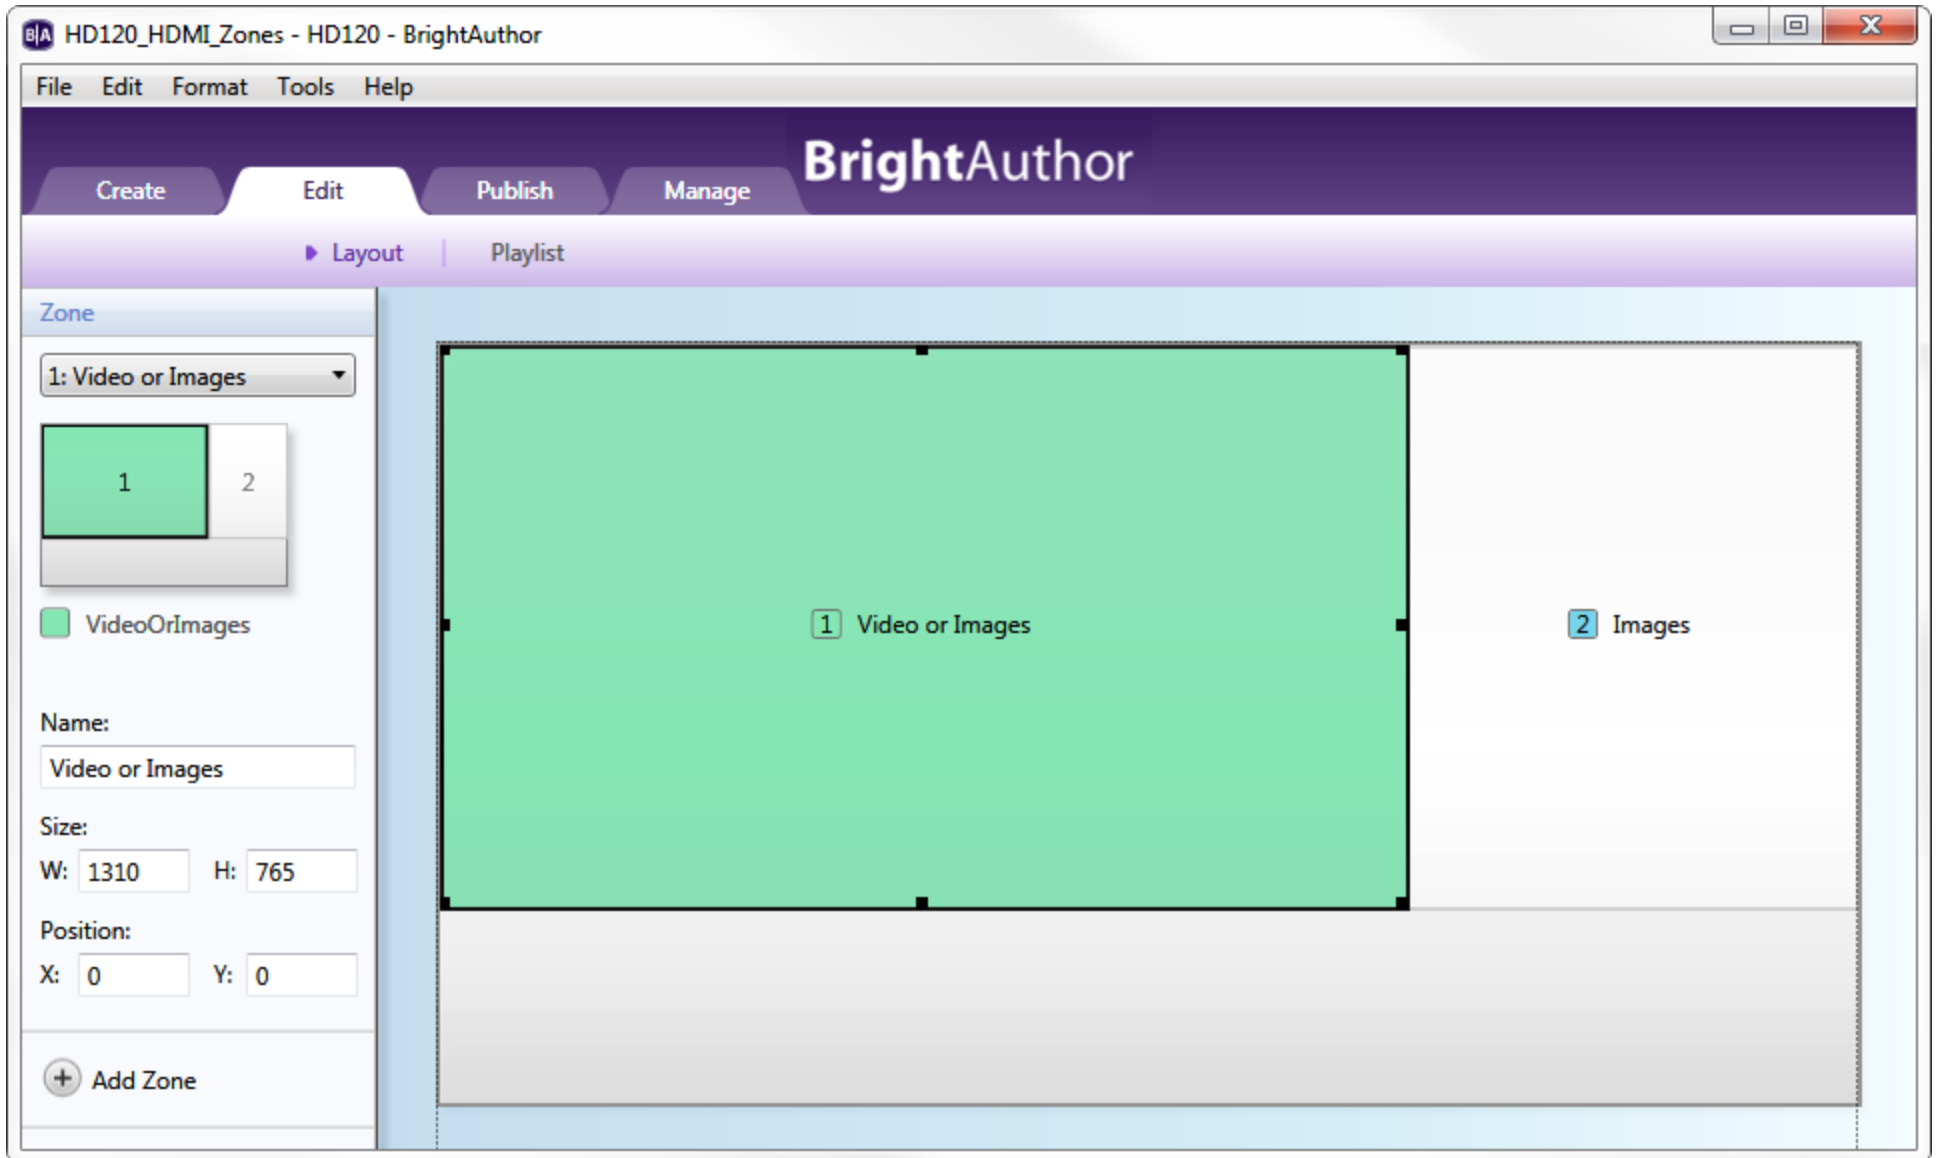 B|A HD120_HDMI_Zones - HD120 - BrightAuthor
File Edit Format Tools Help
BrightAuthor
Create Edit Publish Manage
Layout Playlist
Zone
1: Video or Images
1 2
VideoOrImages
Name:
Video or Images
Size:
W: 1310 H: 765
Position:
X: 0 Y: 0
Add Zone
1 Video or Images
2 Images